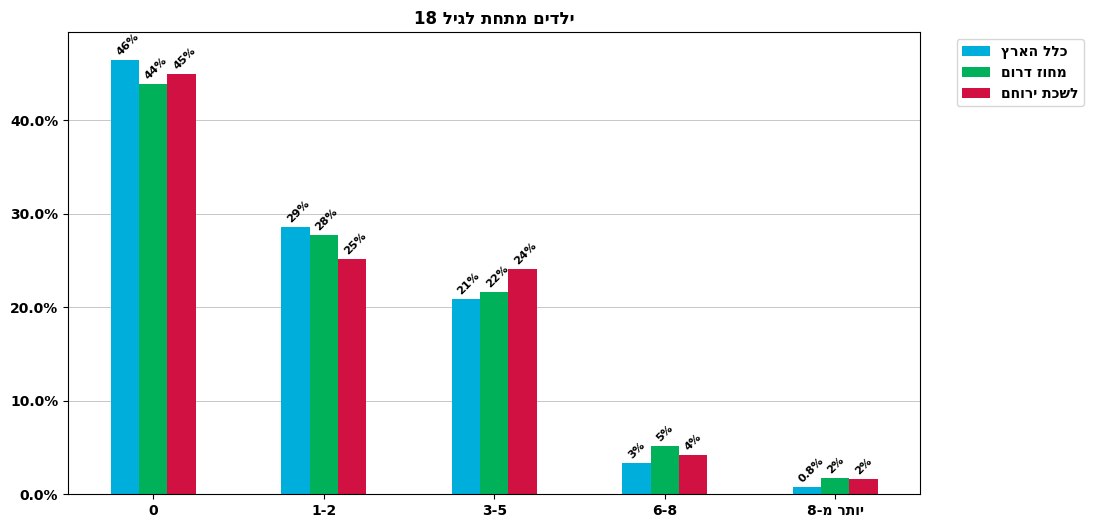 ילדים מתחת לגיל 18
כלל הארץ
מחוז דרום
לשכת ירוחם
40.0%
30.0%
20.0%
10.0%
0.0%
46% 44% 45%
29% 28% 25%
21% 22% 24%
3% 5% 4%
0.8% 2% 2%
0 1-2 3-5 6-8 יותר מ-8